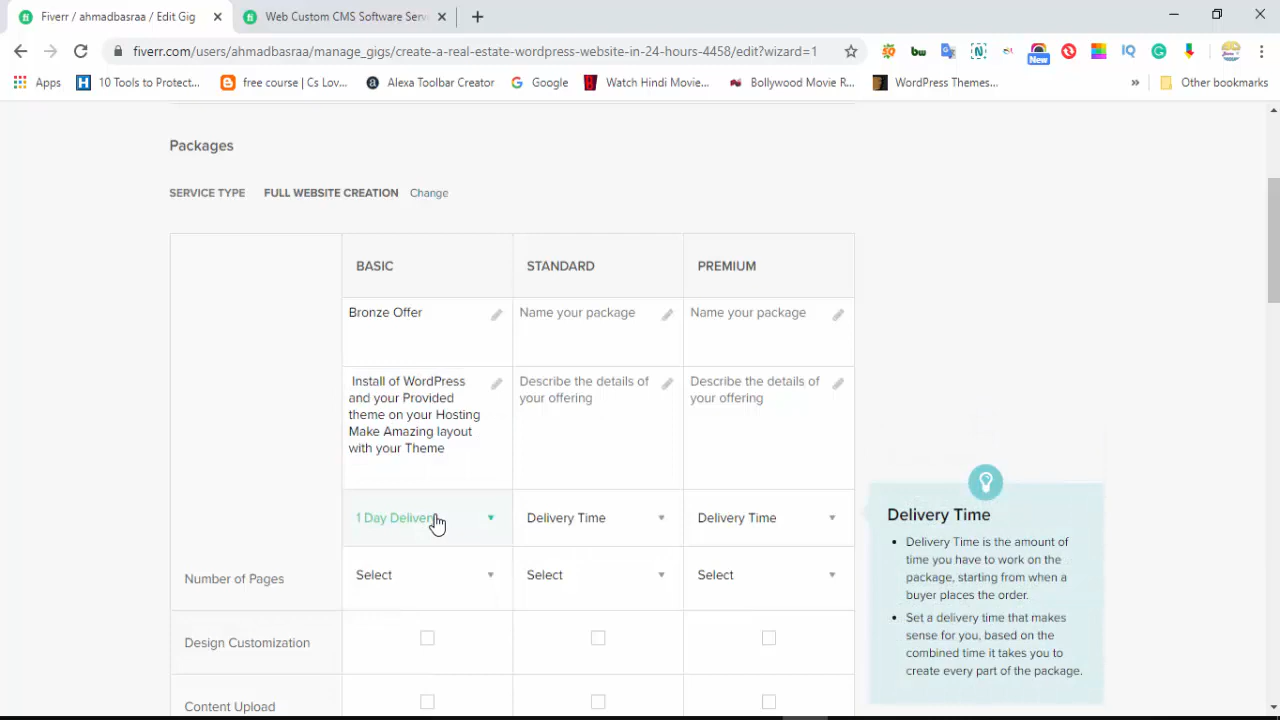 Fiverr / ahmadbasraa / Edit Gig
Web Custom CMS Software Serv
fiverr.com/users/ahmadbasraa/manage_gigs/create-a-real-estate-wordpress-website-in-24-hours-4458/edit?wizard=1
New
Apps
10 Tools to Protect...
free course | Cs Lov...
Alexa Toolbar Creator
Google
Watch Hindi Movie...
Bollywood Movie R...
WordPress Themes...
»
Other bookmarks
Packages
SERVICE TYPE FULL WEBSITE CREATION Change
BASIC STANDARD PREMIUM
Bronze Offer Name your package Name your package
Install of WordPress
and your Provided
theme on your Hosting
Make Amazing layout
with your Theme
Describe the details of
your offering
Describe the details of
your offering
1 Day Delivery Delivery Time Delivery Time
Number of Pages Select Select Select
Design Customization
Content Upload
Delivery Time
• Delivery Time is the amount of
time you have to work on the
package, starting from when a
buyer places the order.
• Set a delivery time that makes
sense for you, based on the
combined time it takes you to
create every part of the package.